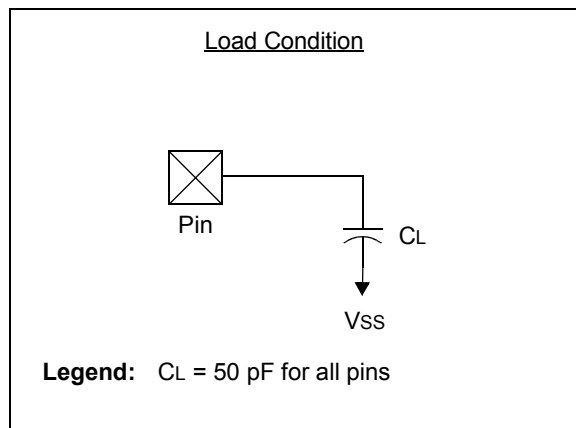 Load Condition
Pin
CL
VSS
Legend: CL = 50 pF for all pins